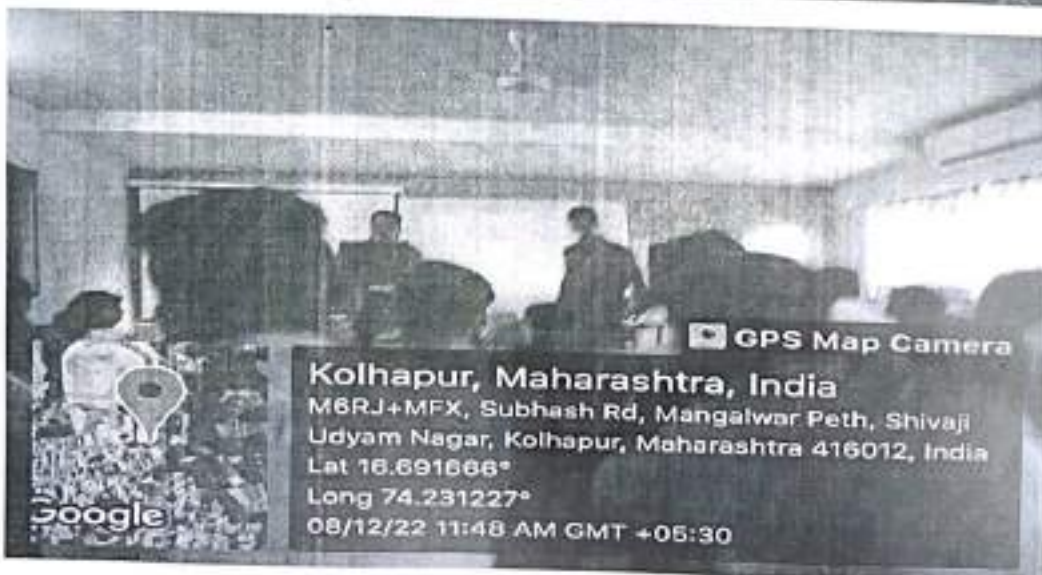 GPS Map Camera
Kolhapur, Maharashtra, India
M6RJ+MFX, Subhash Rd, Mangalwar Peth, Shivaji
Udyam Nagar, Kolhapur, Maharashtra 416012, India
Lat 16.691666°
Long 74.231227°
08/12/22 11:48 AM GMT +05:30
Google